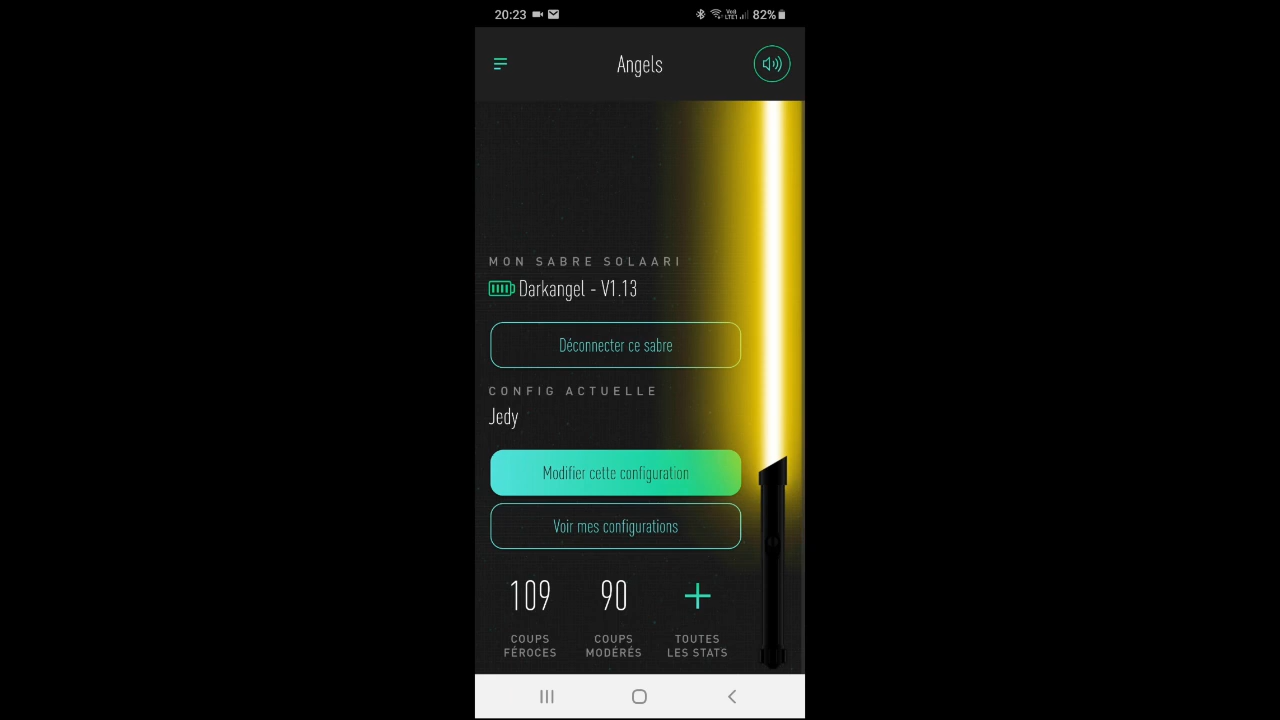 20:23
82%
Angels
MON SABRE SOLAARI
Darkangel - V1.13
Déconnecter ce sabre
CONFIG ACTUELLE
Jedy
Modifier cette configuration
Voir mes configurations
109
90
+
COUPS
FÉROCES
COUPS
MODÉRÉS
TOUTES
LES STATS